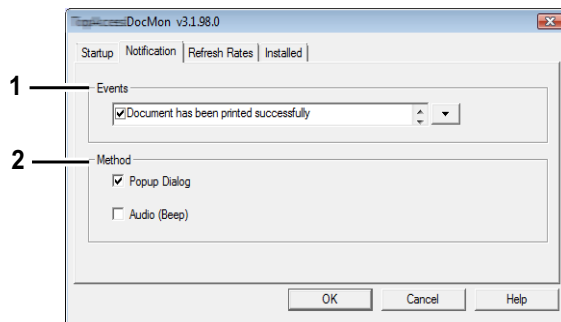 DocMon v3.1.98.0
Startup Notification Refresh Rates Installed
1
Events
Document has been printed successfully
2
Method
Popup Dialog
Audio (Beep)
OK Cancel Help